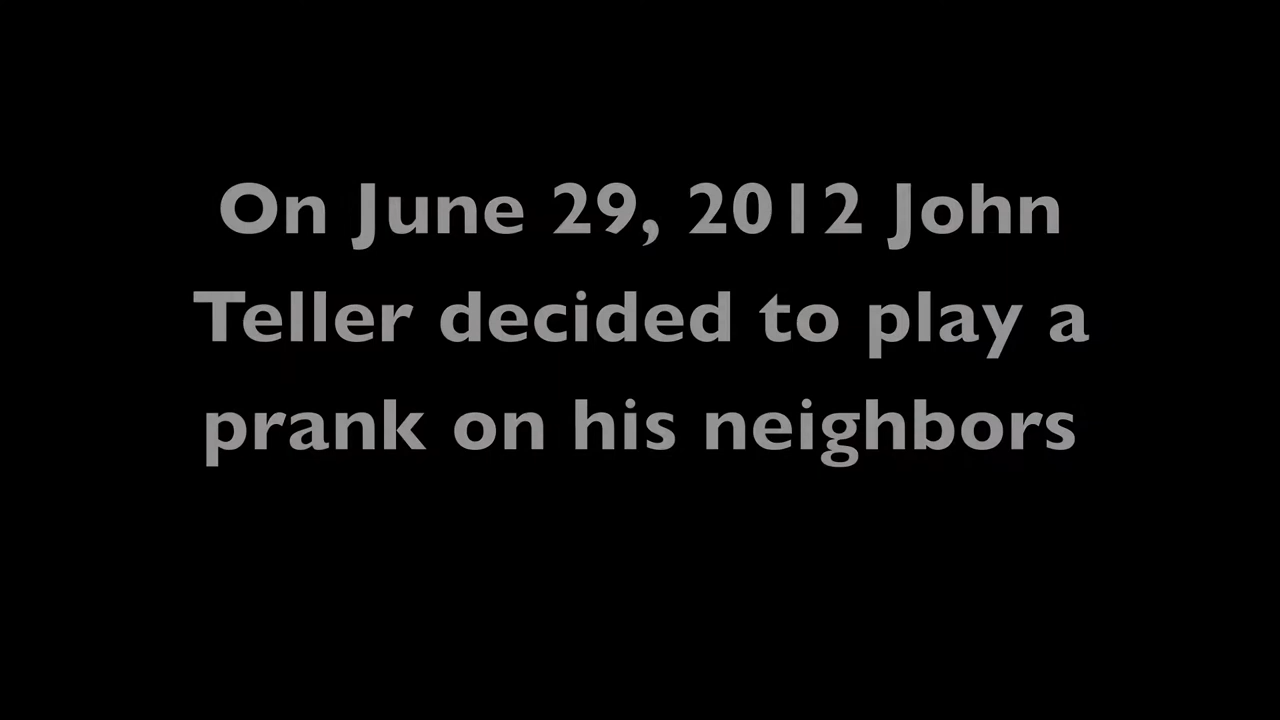 On June 29, 2012 John
Teller decided to play a
prank on his neighbors